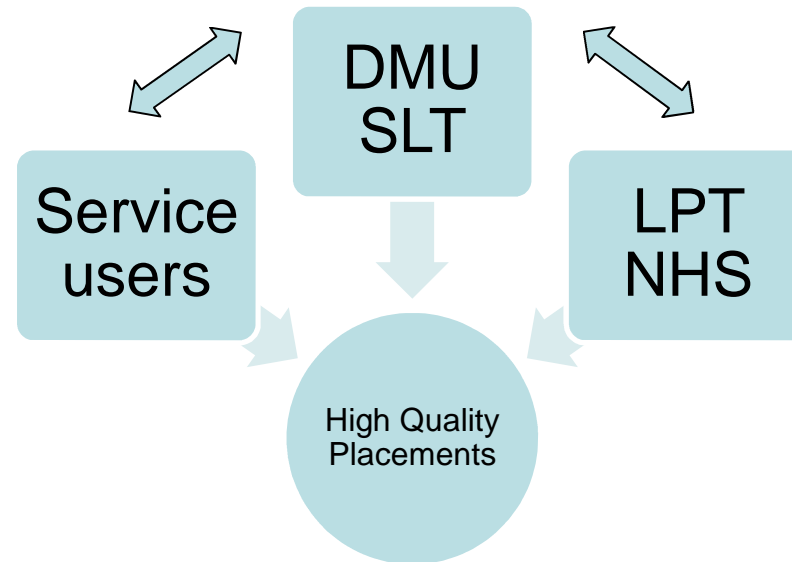 DMU
SLT
Service
users
LPT
NHS
High Quality
Placements